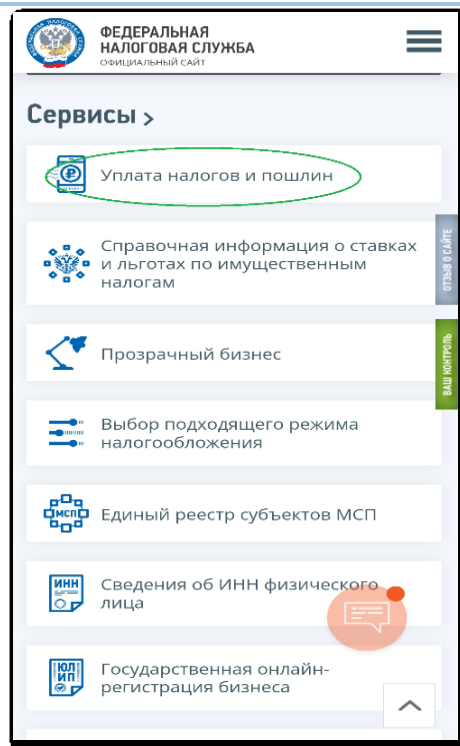 ФЕДЕРАЛЬНАЯ
НАЛОГОВАЯ СЛУЖБА
ОФИЦИАЛЬНЫЙ САЙТ
Сервисы >
Уплата налогов и пошлин
Справочная информация о ставках
и льготах по имущественным
налогам
ОТЗЫВ О САЙТЕ
Прозрачный бизнес
ВАШ КОНТРОЛЬ
Выбор подходящего режима
налогообложения
МСП
Единый реестр субъектов МСП
ИНН
Сведения об ИНН физического
лица
ЮЛ
ИП
Государственная онлайн-
регистрация бизнеса